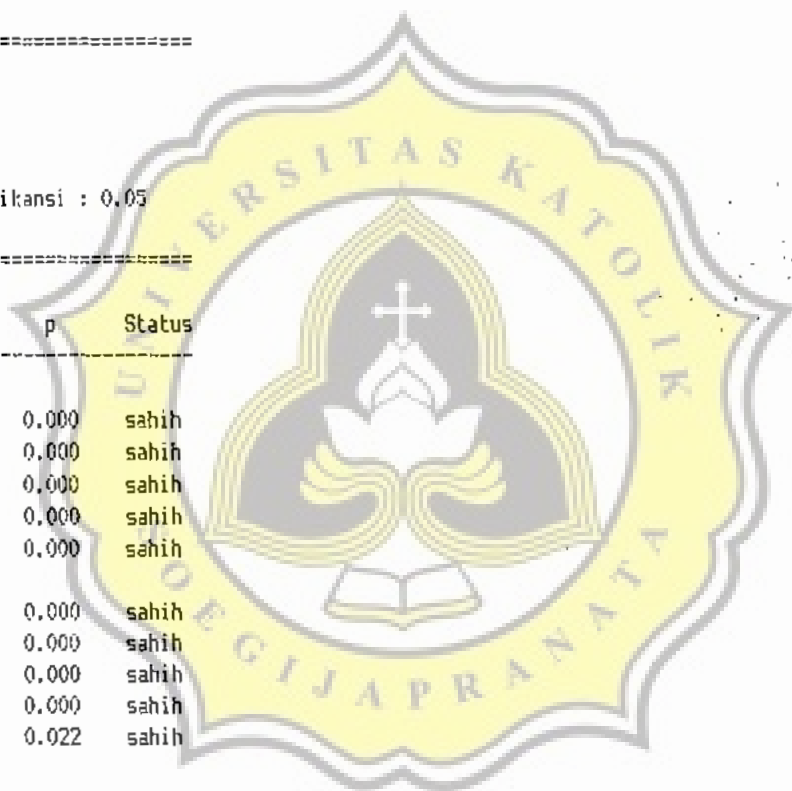 ====================
ikansi : 0.05
====================
p Status
--------------------
0.000 sahih
0.000 sahih
0.000 sahih
0.000 sahih
0.000 sahih
0.000 sahih
0.000 sahih
0.000 sahih
0.000 sahih
0.022 sahih
UNIVERSITAS KATOLIK
SOEGIJAPRANATA